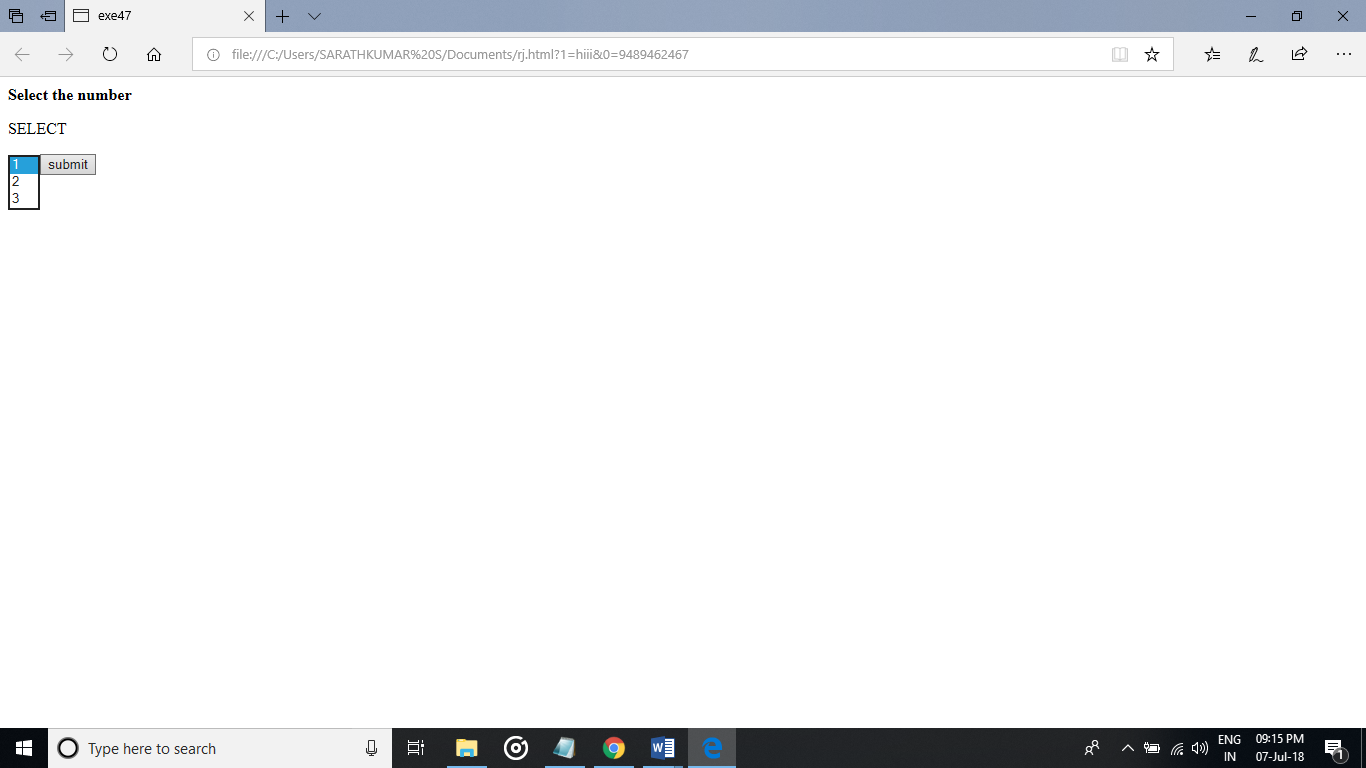 exe47
file:///C:/Users/SARATHKUMAR%20S/Documents/rj.html?1=hiii&0=9489462467
Select the number
SELECT
1 submit
2
3
Type here to search
ENG 09:15 PM
IN 07-Jul-18
1